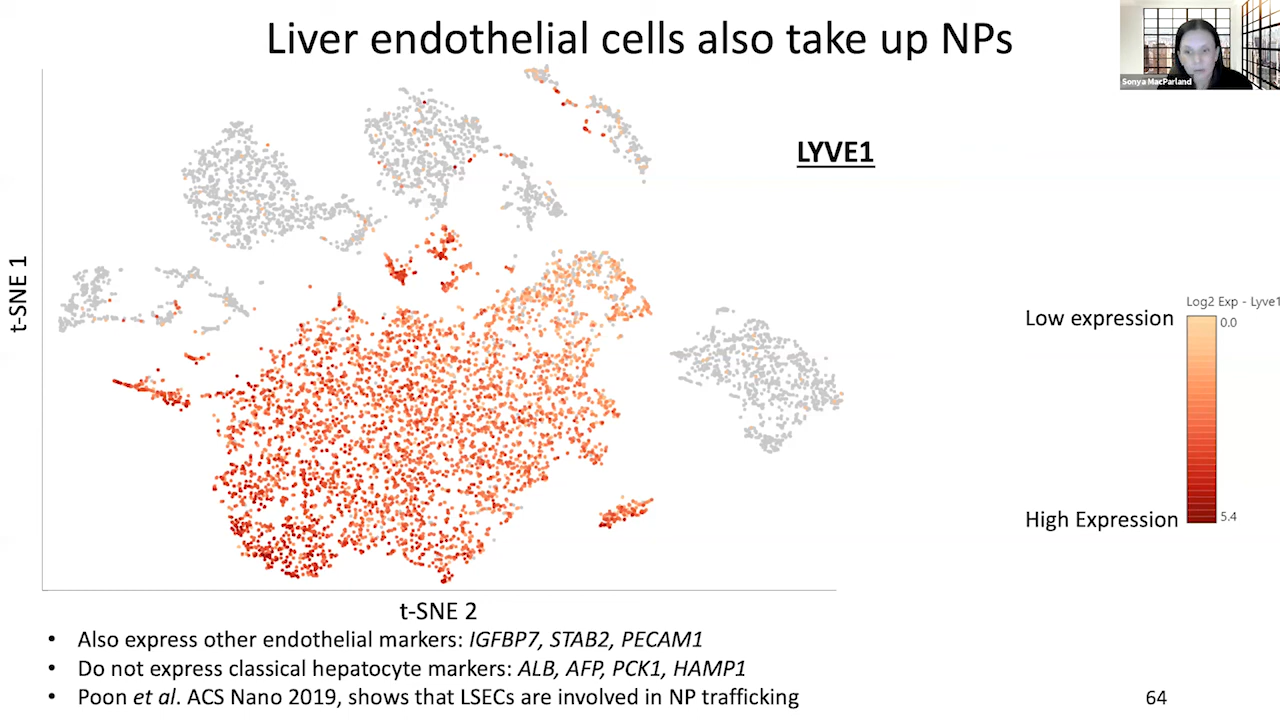 Liver endothelial cells also take up NPs
Sonya MacParland
LYVE1
t-SNE 1
Log2 Exp - Lyve1
Low expression
0.0
High Expression
5.4
t-SNE 2
• Also express other endothelial markers: IGFBP7, STAB2, PECAM1
• Do not express classical hepatocyte markers: ALB, AFP, PCK1, HAMP1
• Poon et al. ACS Nano 2019, shows that LSECs are involved in NP trafficking
64